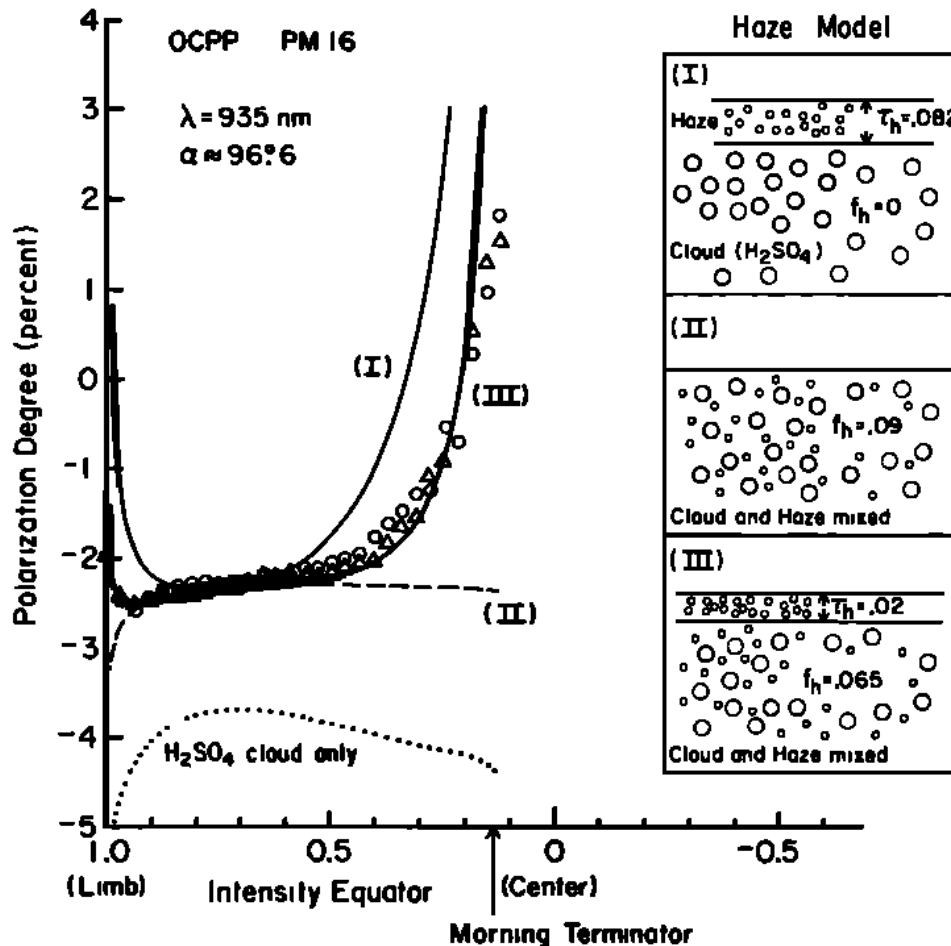 OCPP PM 16
λ = 935 nm
α ≈ 96°.6
4
3
2
1
0
-1
-2
-3
-4
-5
Polarization Degree (percent)
(I)
(III)
(II)
H₂SO₄ cloud only
1.0
0.5
0
-0.5
(Limb)
Intensity Equator
(Center)
Morning Terminator
Haze Model
(I)
Haze
τₕ=.082
fₕ=0
Cloud (H₂SO₄)
(II)
fₕ=.09
Cloud and Haze mixed
(III)
τₕ=.02
fₕ=.065
Cloud and Haze mixed